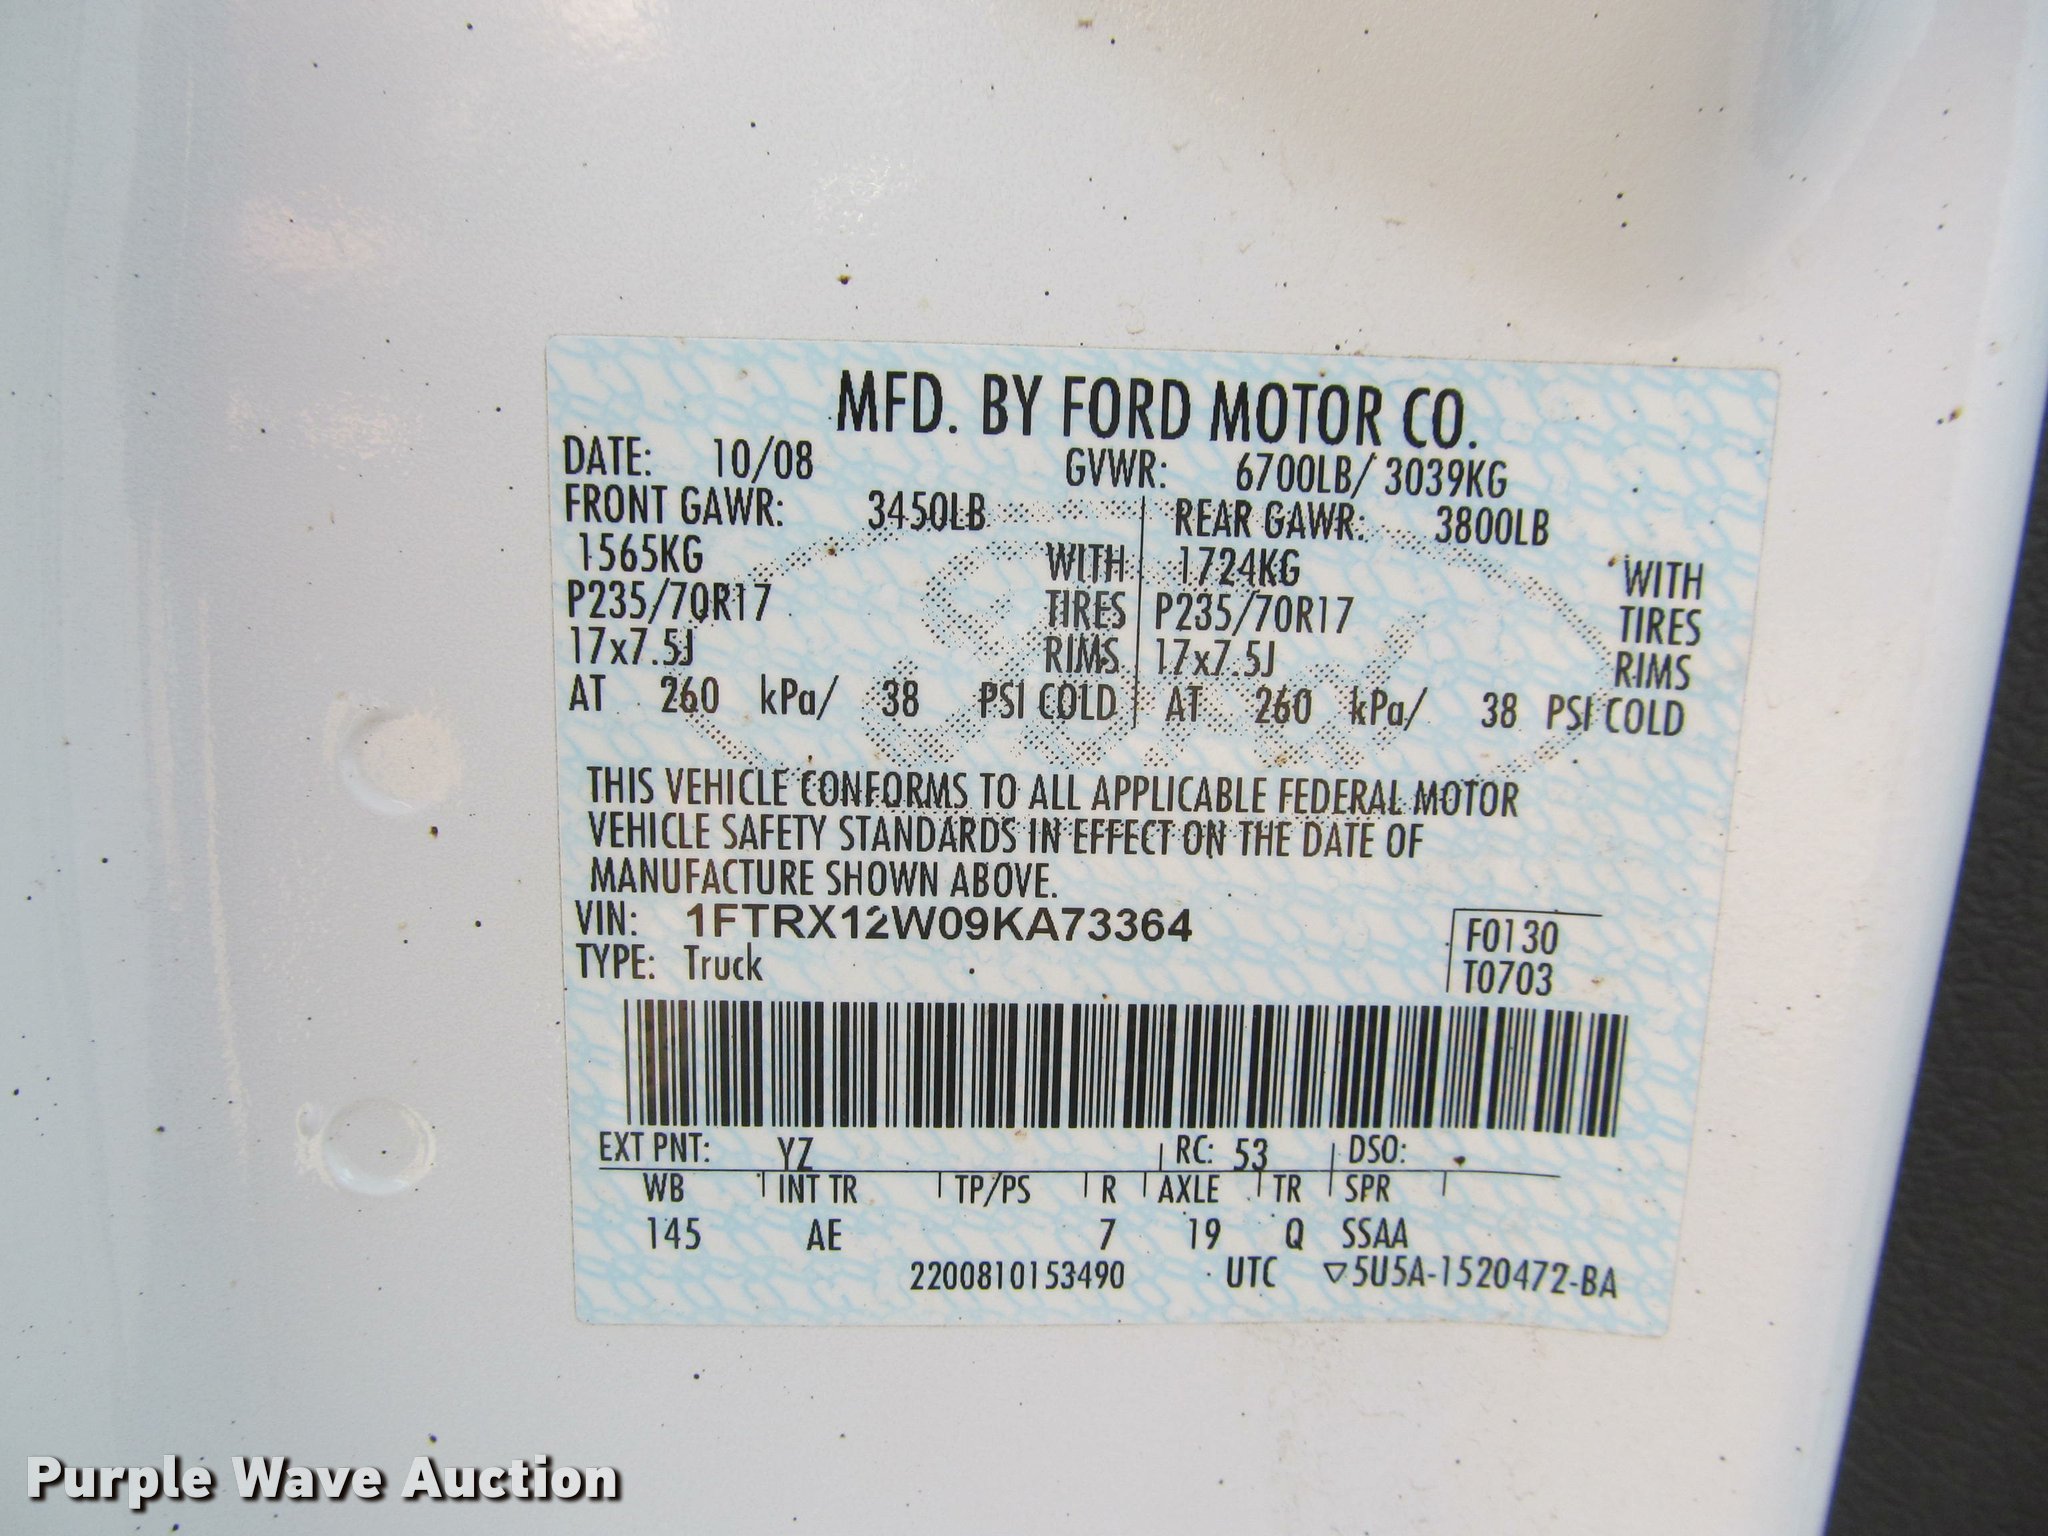 MFD. BY FORD MOTOR CO.
DATE: 10/08 GVWR: 6700LB/ 3039KG
FRONT GAWR: 3450LB REAR GAWR: 3800LB
1565KG WITH 1724KG WITH
P235/70R17 TIRES P235/70R17 TIRES
17x7.5J RIMS 17x7.5J RIMS
AT 260 kPa/ 38 PSI COLD AT 260 kPa/ 38 PSI COLD
THIS VEHICLE CONFORMS TO ALL APPLICABLE FEDERAL MOTOR
VEHICLE SAFETY STANDARDS IN EFFECT ON THE DATE OF
MANUFACTURE SHOWN ABOVE.
VIN: 1FTRX12W09KA73364 F0130
TYPE: Truck T0703
EXT PNT: YZ RC: 53 DSO:
WB INT TR TP/PS R AXLE TR SPR
145 AE 7 19 Q SSAA
2200810153490 UTC ▽5U5A-1520472-BA
Purple Wave Auction